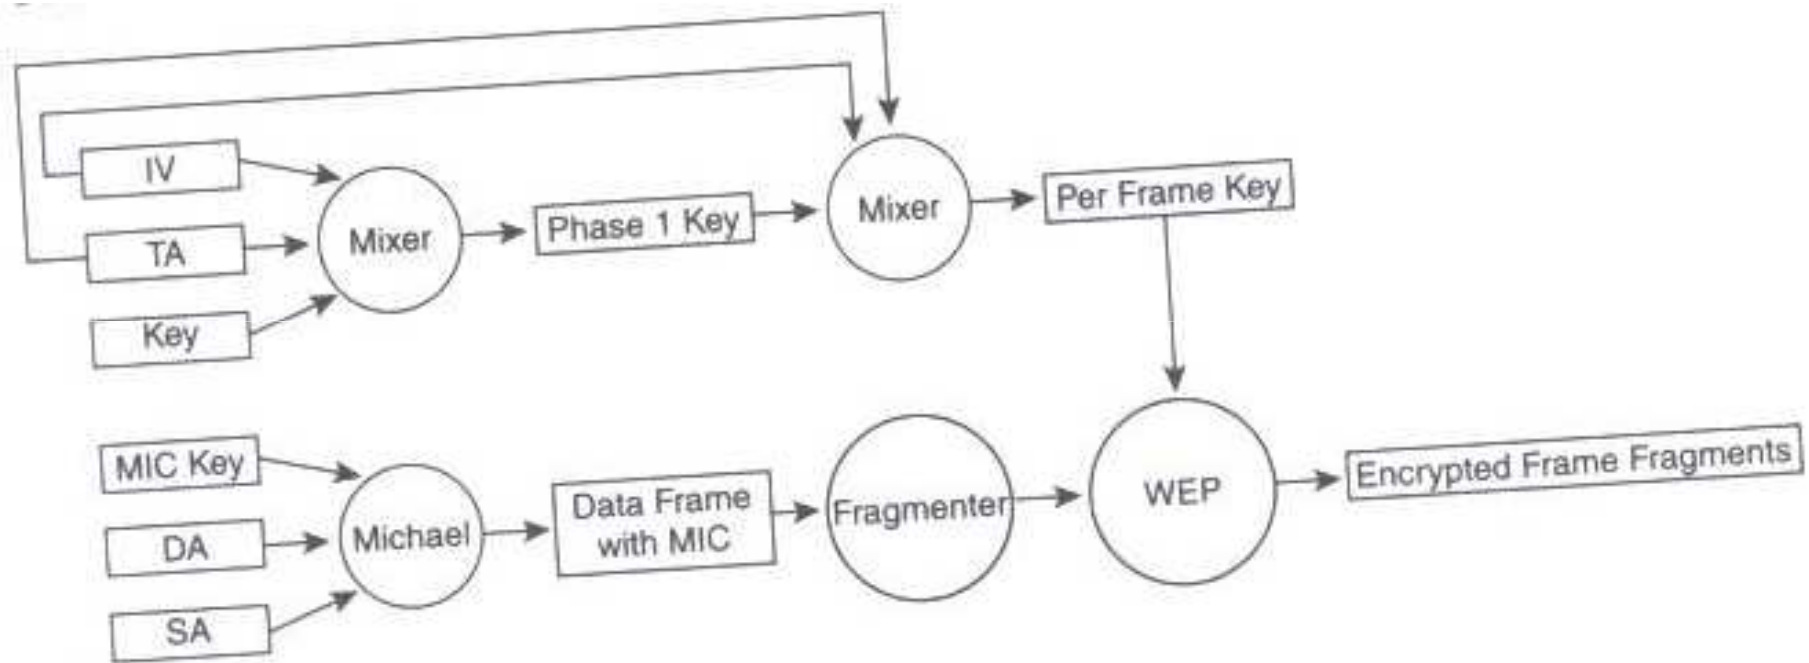 IV
TA
Key
Mixer
Phase 1 Key
Mixer
Per Frame Key
MIC Key
DA
SA
Michael
Data Frame
with MIC
Fragmenter
WEP
Encrypted Frame Fragments